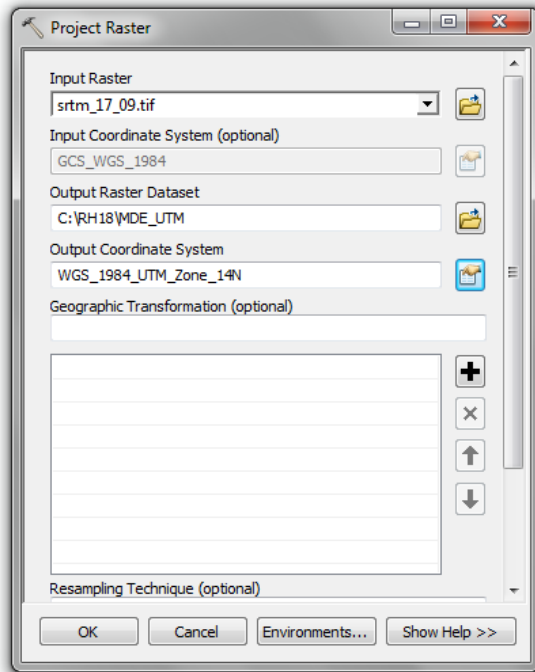 Project Raster
Input Raster
srtm_17_09.tif
Input Coordinate System (optional)
GCS_WGS_1984
Output Raster Dataset
C:\RH18\MDE_UTM
Output Coordinate System
WGS_1984_UTM_Zone_14N
Geographic Transformation (optional)
Resampling Technique (optional)
OK Cancel Environments... Show Help >>